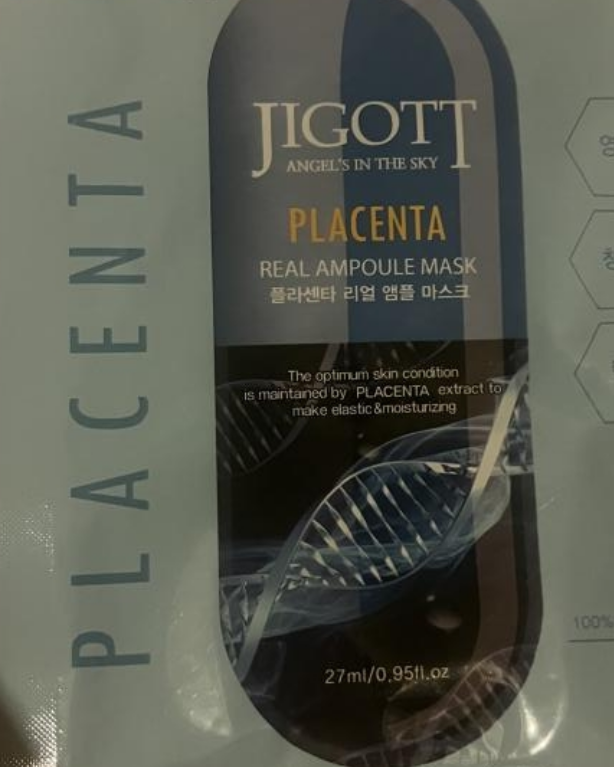 PLACENTA
JIGOTT
ANGEL'S IN THE SKY
PLACENTA
REAL AMPOULE MASK
플라센타 리얼 앰플 마스크
The optimum skin condition
is maintained by PLACENTA extract to
make elastic&moisturizing
27ml/0.95fl.oz
영
청
100%